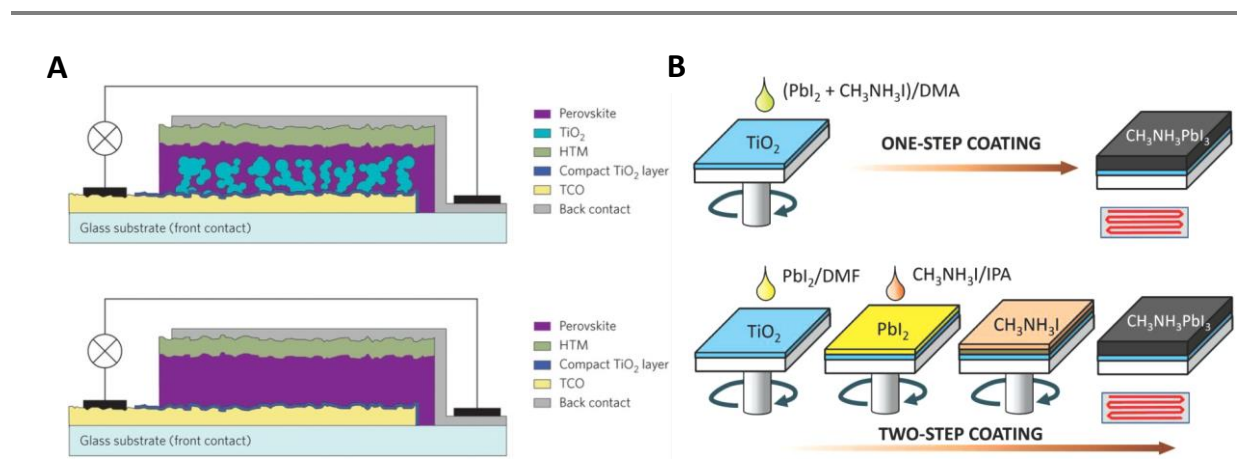 A
Perovskite
TiO₂
HTM
Compact TiO₂ layer
TCO
Back contact
Glass substrate (front contact)
Perovskite
HTM
Compact TiO₂ layer
TCO
Back contact
Glass substrate (front contact)
B
(PbI₂ + CH₃NH₃I)/DMA
TiO₂
ONE-STEP COATING
CH₃NH₃PbI₃
PbI₂/DMF
CH₃NH₃I/IPA
TiO₂
PbI₂
CH₃NH₃I
CH₃NH₃PbI₃
TWO-STEP COATING